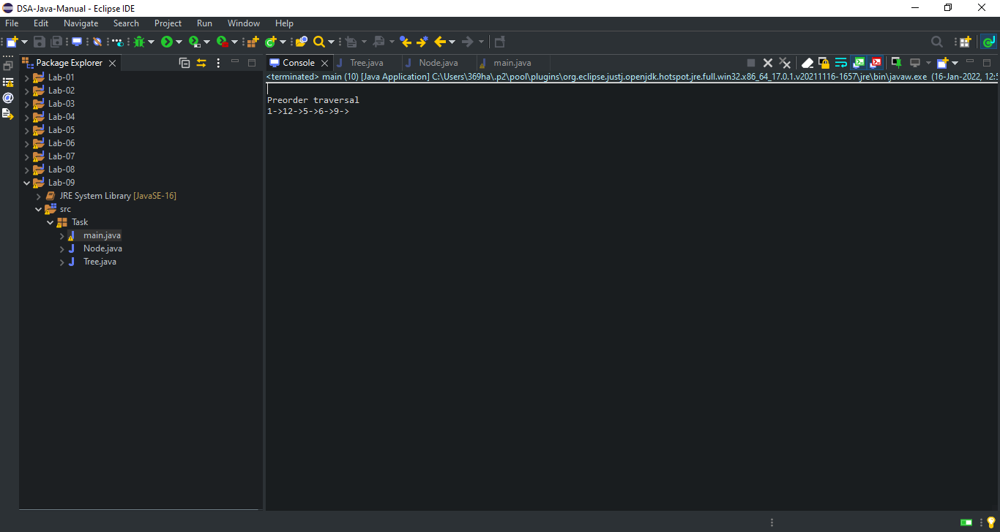 DSA-Java-Manual - Eclipse IDE
File Edit Navigate Search Project Run Window Help
Package Explorer
Lab-01
Lab-02
Lab-03
Lab-04
Lab-05
Lab-06
Lab-07
Lab-08
Lab-09
JRE System Library [JavaSE-16]
src
Task
main.java
Node.java
Tree.java
Console Tree.java Node.java main.java
<terminated> main (10) [Java Application] C:\Users\369ha\.p2\pool\plugins\org.eclipse.justj.openjdk.hotspot.jre.full.win32.x86_64_17.0.1.v20211116-1657\jre\bin\javaw.exe (16-Jan-2022, 12:5
Preorder traversal
1->12->5->6->9->